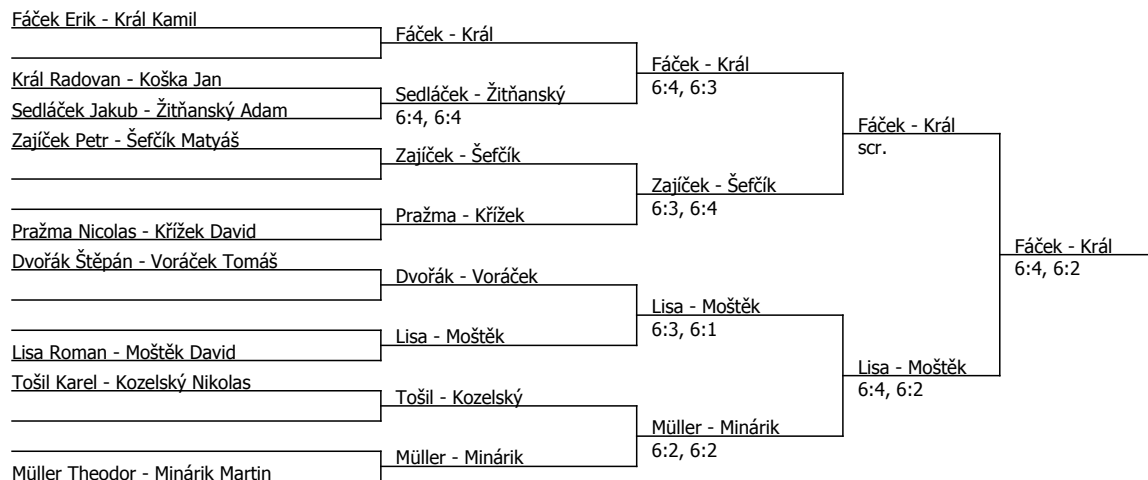 Fáček Erik - Král Kamil
Fáček - Král
Fáček - Král
6:4, 6:3
Král Radovan - Koška Jan
Sedláček - Žitňanský
6:4, 6:4
Sedláček Jakub - Žitňanský Adam
Fáček - Král
scr.
Zajíček Petr - Šefčík Matyáš
Zajíček - Šefčík
Zajíček - Šefčík
6:3, 6:4
Pražma - Křížek
Pražma Nicolas - Křížek David
Fáček - Král
6:4, 6:2
Dvořák Štěpán - Voráček Tomáš
Dvořák - Voráček
Lisa - Moštěk
6:3, 6:1
Lisa - Moštěk
Lisa Roman - Moštěk David
Lisa - Moštěk
6:4, 6:2
Tošil Karel - Kozelský Nikolas
Tošil - Kozelský
Müller - Minárik
6:2, 6:2
Müller - Minárik
Müller Theodor - Minárik Martin